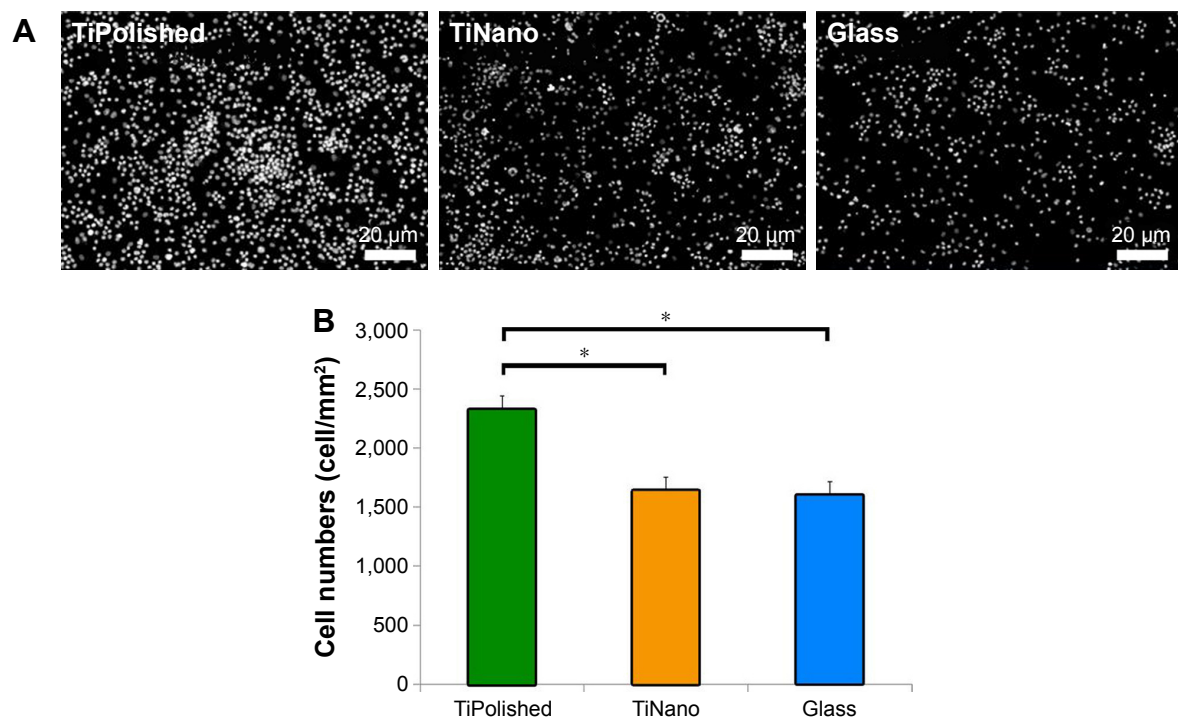 A
TiPolished
TiNano
Glass
20 µm
20 µm
20 µm
B
Cell numbers (cell/mm²)
3,000
2,500
2,000
1,500
1,000
500
0
*
*
TiPolished
TiNano
Glass